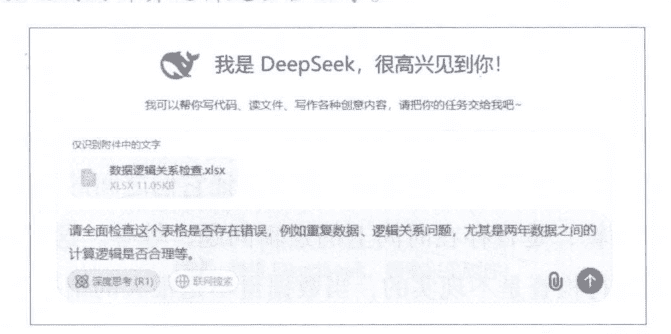 我是 DeepSeek，很高兴见到你！
我可以帮你写代码、读文件、写作各种创意内容，请把你的任务交给我吧~
仅识别附件中的文字
数据逻辑关系检查.xlsx
XLSX 11.05KB
请全面检查这个表格是否存在错误，例如重复数据、逻辑关系问题，尤其是两年数据之间的
计算逻辑是否合理等。
深度思考 (R1) 联网搜索